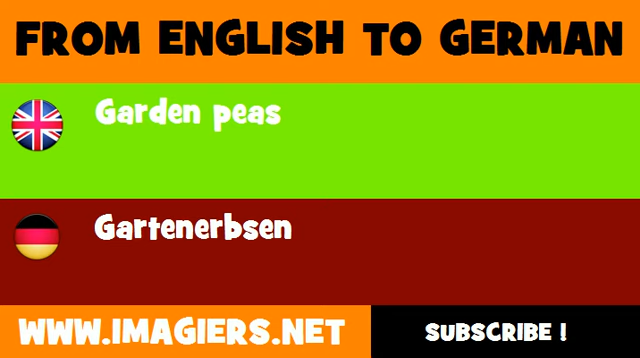 FROM ENGLISH TO GERMAN
Garden peas
Gartenerbsen
WWW.IMAGIERS.NET
SUBSCRIBE !